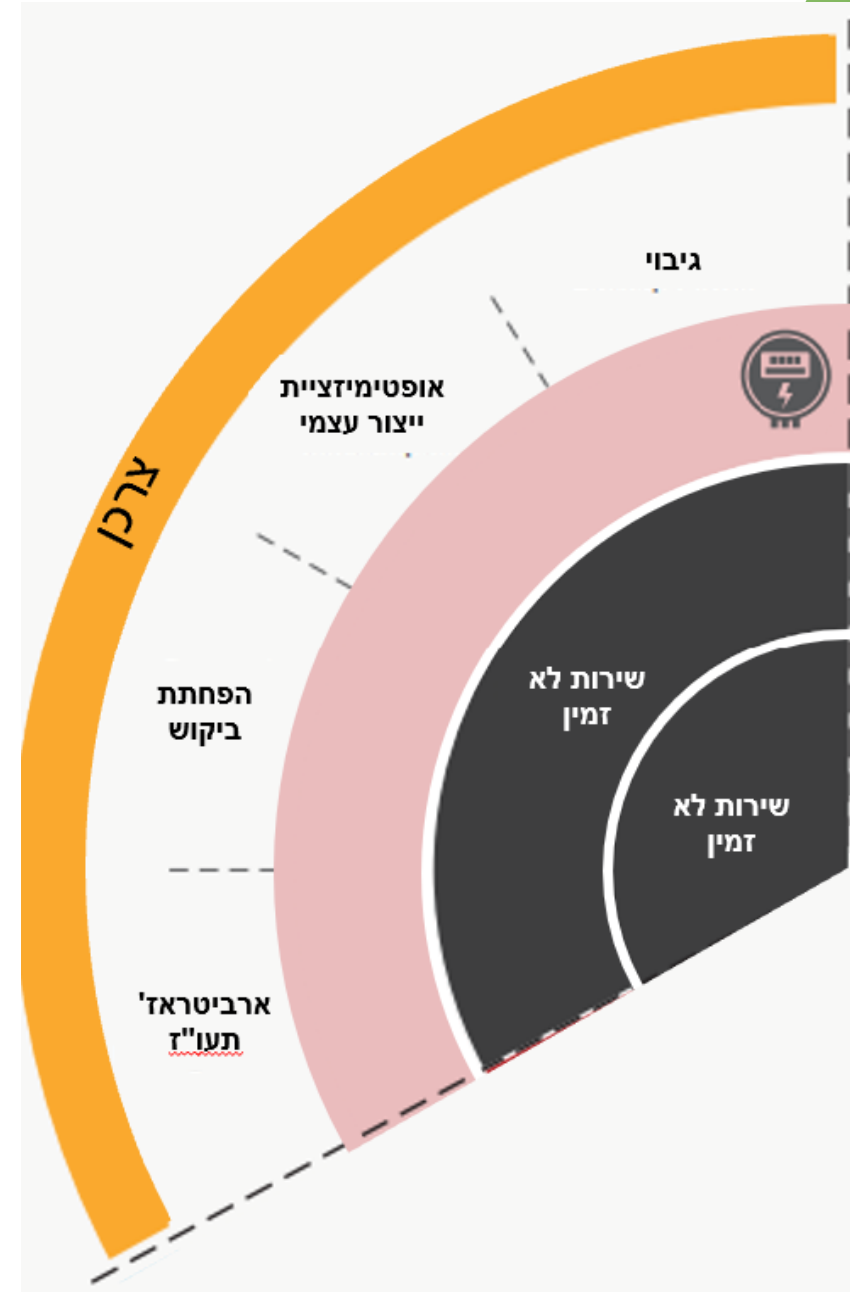 גיבוי
אופטימיזציית
ייצור עצמי
צרכן
הפחתת
ביקוש
שירות לא
זמין
שירות לא
זמין
ארביטראז'
תעו"ז